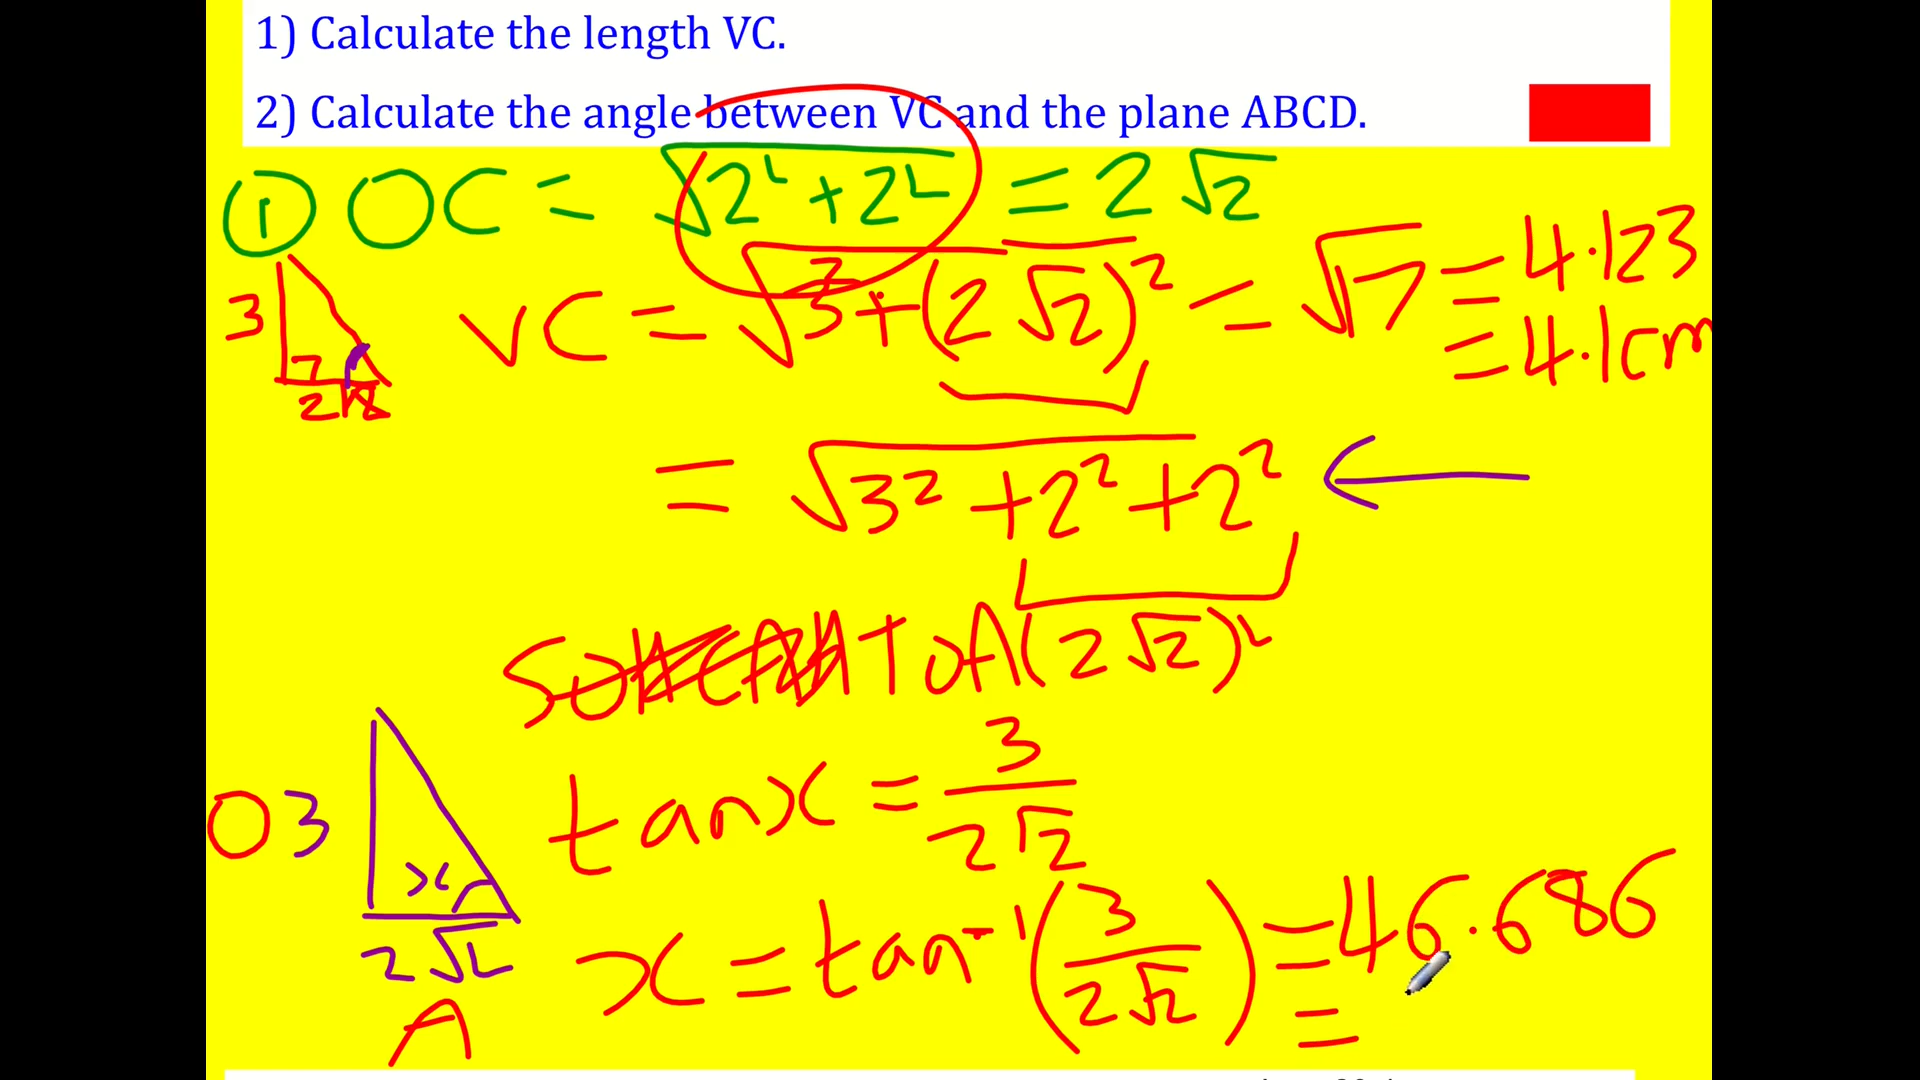 1) Calculate the length VC.
2) Calculate the angle between VC and the plane ABCD.
① OC = √(2² + 2²) = 2√2
3
2√2
VC = √(3² + (2√2)²) = √17 = 4.123
= 4.1cm
= √(3² + 2² + 2²)
SOHCAHTOA (2√2)²
O 3
x
2√2
A
tan x = 3/(2√2)
x = tan⁻¹(3/(2√2)) = 46.686
=